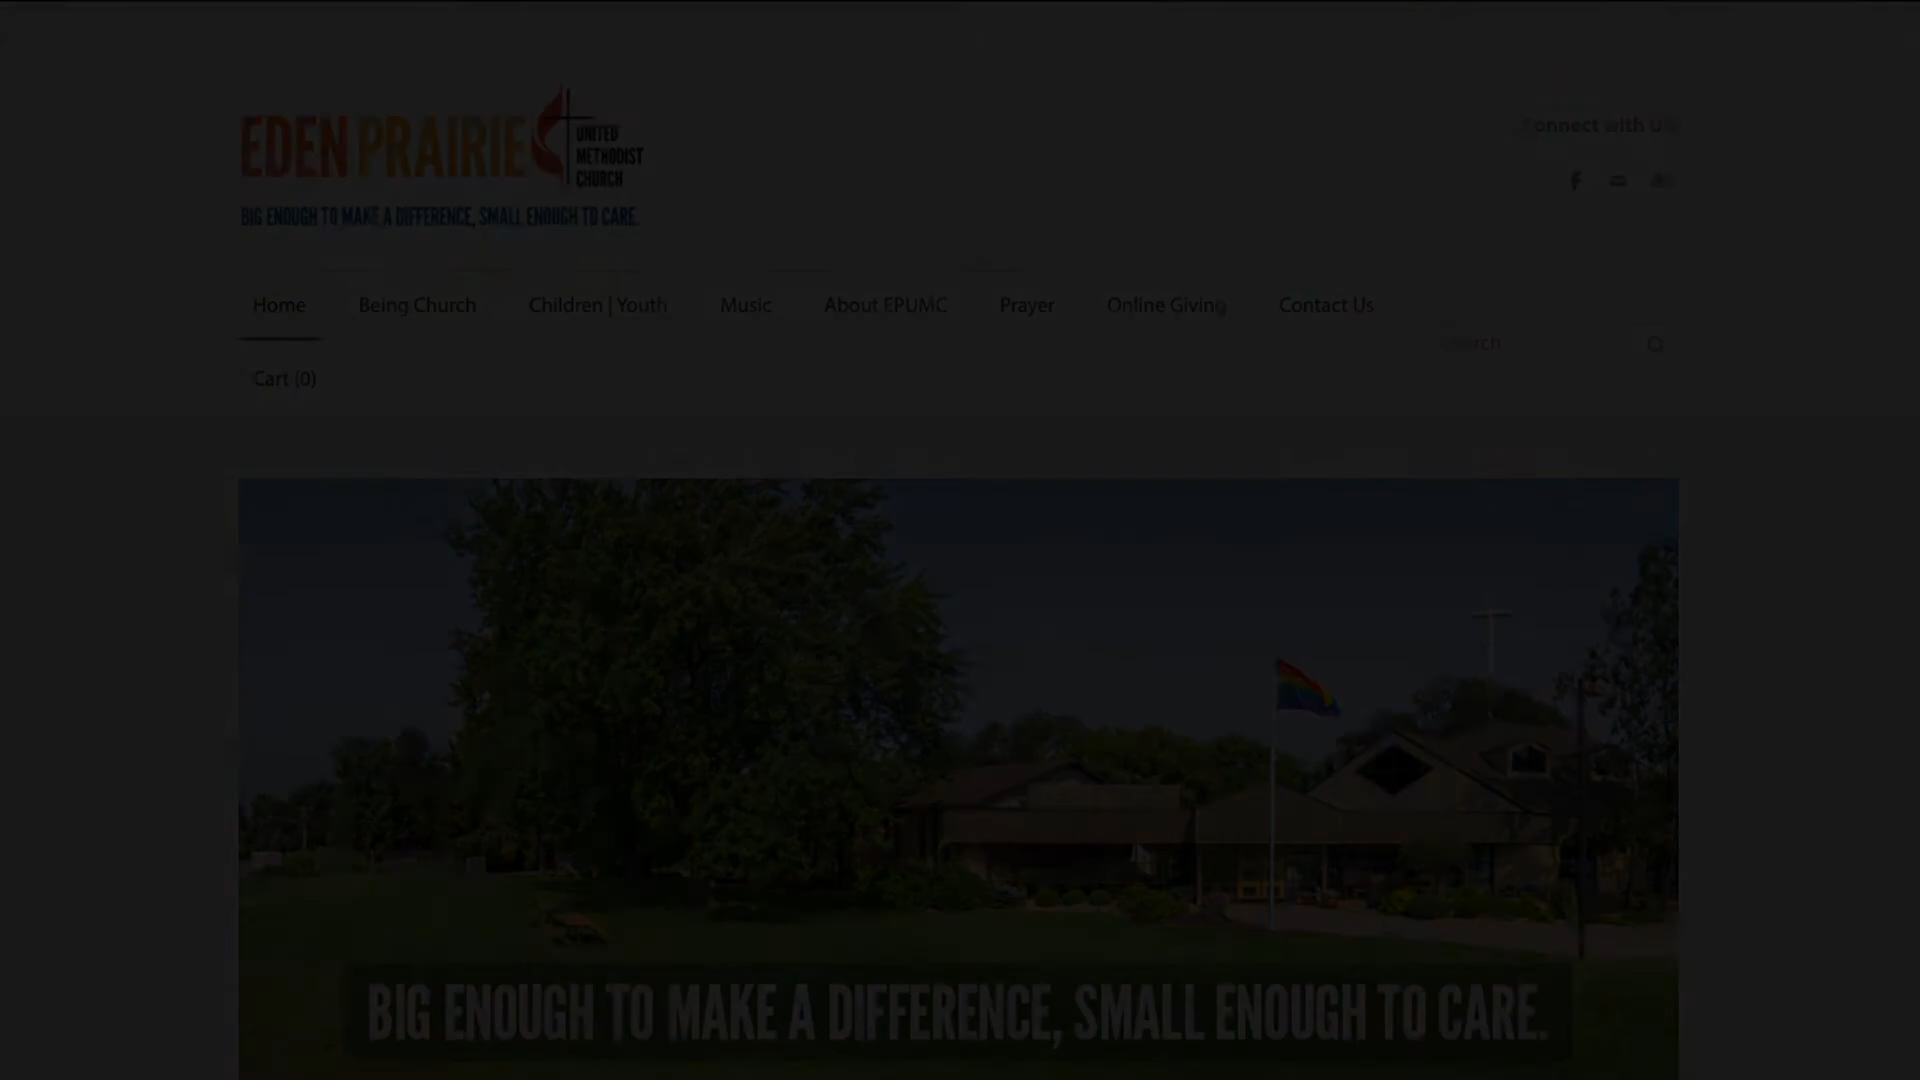 EDEN PRAIRIE
UNITED
METHODIST
CHURCH
BIG ENOUGH TO MAKE A DIFFERENCE, SMALL ENOUGH TO CARE.
Connect with Us
Home Being Church Children | Youth Music About EPUMC Prayer Online Giving Contact Us
Search
Cart (0)
BIG ENOUGH TO MAKE A DIFFERENCE, SMALL ENOUGH TO CARE.